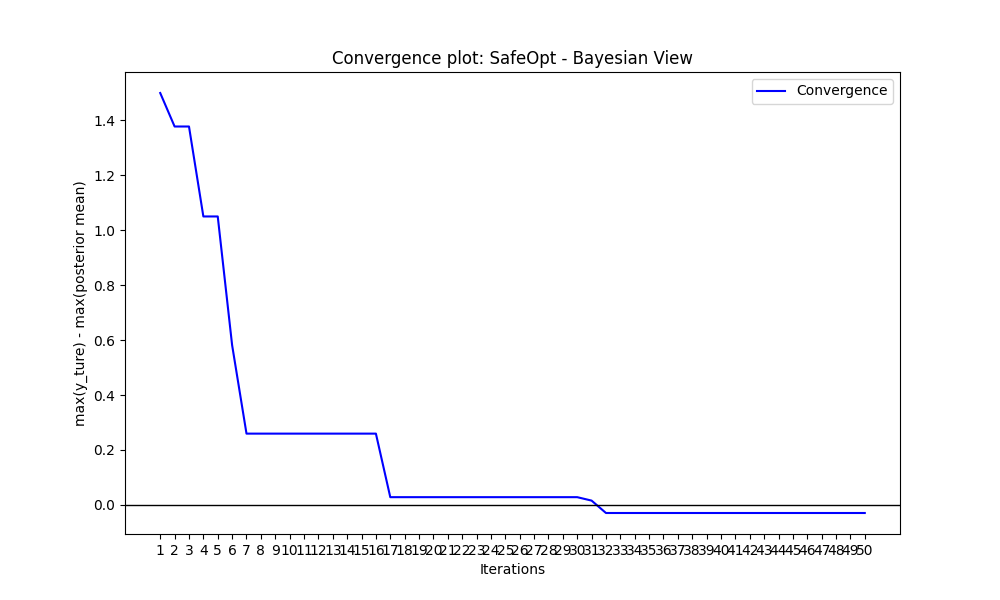 Convergence plot: SafeOpt - Bayesian View
Convergence
max(y_ture) - max(posterior mean)
1.4
1.2
1.0
0.8
0.6
0.4
0.2
0.0
1 2 3 4 5 6 7 8 9 10 11 12 13 14 15 16 17 18 19 20 21 22 23 24 25 26 27 28 29 30 31 32 33 34 35 36 37 38 39 40 41 42 43 44 45 46 47 48 49 50
Iterations